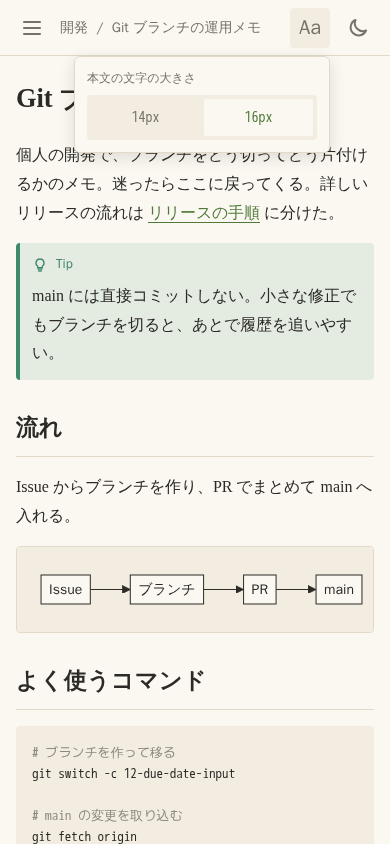 開発 / Git ブランチの運用メモ
Aa
本文の文字の大きさ
14px
16px
Git
個人の開発で、ブランチをどう切ってどう片付け
るかのメモ。迷ったらここに戻ってくる。詳しい
リリースの流れは リリースの手順 に分けた。
Tip
main には直接コミットしない。小さな修正で
もブランチを切ると、あとで履歴を追いやす
い。
流れ
Issue からブランチを作り、PR でまとめて main へ
入れる。
Issue
ブランチ
PR
main
よく使うコマンド
# ブランチを作って移る
git switch -c 12-due-date-input
# main の変更を取り込む
git fetch origin